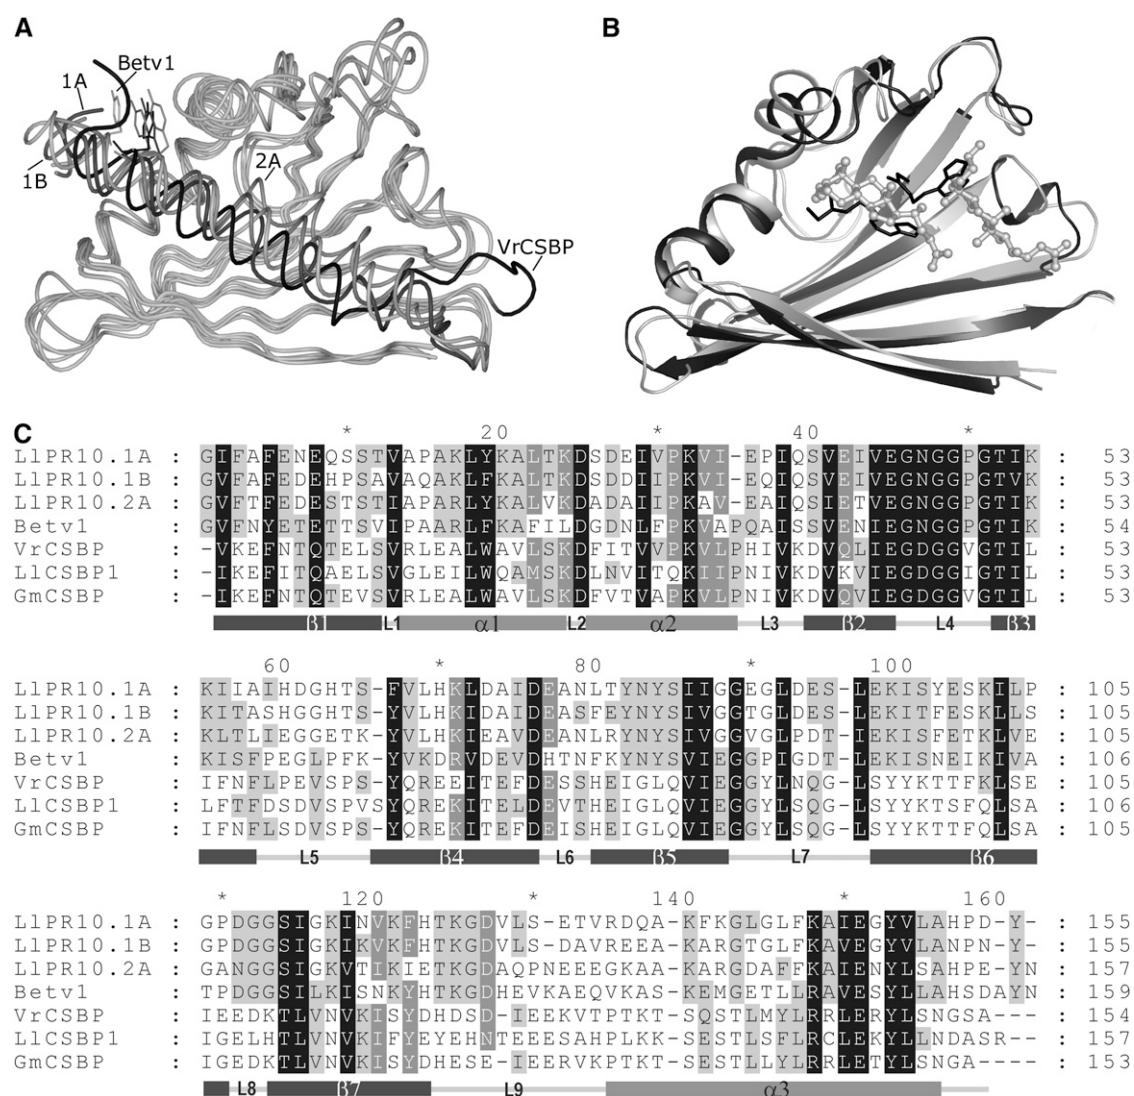 A
B
Betv1
1A
1B
2A
VrCSBP
C
* 20 * 40 *
LlPR10.1A : GIFAFENEQSSTVAPAKLYKALTKDSDEIVPKVI-EPIQSVEIVEGNGGPGTIK : 53
LlPR10.1B : GVFAFEDEHPSAVAQAKLFKALTKDSDDIIPKVI-EQIQSVEIVEGNGGPGTVK : 53
LlPR10.2A : GVFTFEDESTSTIAPARLYKALVKDADAIIPKAV-EAIQSIETVEGNGGPGTIK : 53
Betv1 : GVFNYETETTSVIPAARLFKAFILDGDNLFPKVAPQAISSVENIEGNGGPGTIK : 54
VrCSBP : -VKEFNTQTELSVRLEALWAVLSKDFITVVPKVLPHIVKDVQLIEGDGGVGTIL : 53
LlCSBP1 : -IKEFITQAELSVGLEILWQAMSKDLNVITQKIIPNIVKDVKVIEGDGGIGTIL : 53
GmCSBP : -IKEFNTQTEVSVRLEALWAVLSKDFVTVAPKVLPNIVKDVQVIEGDGGVGTIL : 53
β1 L1 α1 L2 α2 L3 β2 L4 β3
60 * 80 * 100
LlPR10.1A : KIIAIHDGHTS-FVLHKLDAIDEANLTYNYSIIGGEGLDES-LEKISYESKILP : 105
LlPR10.1B : KITASHGGHTS-YVLHKIDAIDEASFEYNYSIVGGTGLDES-LEKITFESKLLS : 105
LlPR10.2A : KLTLIEGGETK-YVLHKIEAVDEANLRYNYSIVGGVGLPDT-IEKISFETKLVE : 105
Betv1 : KISFPEGLPFK-YVKDRVDEVDHTNFKYNYSVIEGGPIGDT-LEKISNEIKIVA : 106
VrCSBP : IFNFLPEVSPS-YQREEITEFDESSHEIGLQVIEGGYLSQG-LSYYKTTFKLSE : 105
LlCSBP1 : LFTFDSDVSPVSYQREKITELDEVTHEIGLQVIEGGYLSQG-LSYYKTSFQLSA : 106
GmCSBP : IFNFLSDVSPS-YQREKITEFDEISHEIGLQVIEGGYLSQG-LSYYKTTFQLSA : 105
L5 β4 L6 β5 L7 β6
* 120 * 140 * 160
LlPR10.1A : GPDGGSIGKINVKFHTKGDVLS-ETVRDQA-KFKGLGLFKAIEGYVLAHPD-Y- : 155
LlPR10.1B : GPDGGSIGKIKVKFHTKGDVLS-DAVREEA-KARGTGLFKAVEGYVLANPN-Y- : 155
LlPR10.2A : GANGGSIGKVTIKIETKGDAQPNEEEGKAA-KARGDAFFKAIENYLSAHPE-YN : 157
Betv1 : TPDGGSILKISNKYHTKGDHEVKAEQVKAS-KEMGETLLRAVESYLLAHSDAYN : 159
VrCSBP : IEEDKTLVNVKISYDHDSD-IEEKVTPTKT-SQSTLMYLRRLERYLSNGSA--- : 154
LlCSBP1 : IGELHTLVNVKIFYEYEHNTEEESAHPLKK-SESTLSFLRCLEKYLLNDASR-- : 157
GmCSBP : IGEDKTLVNVKISYDHESE-IEERVKPTKT-SESTLLYLRRLETYLSNGA---- : 153
L8 β7 L9 α3